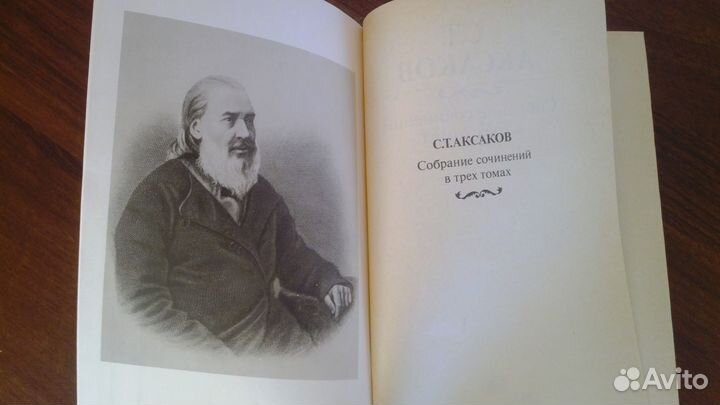 С.Т.АКСАКОВ
Собрание сочинений
в трех томах
Avito